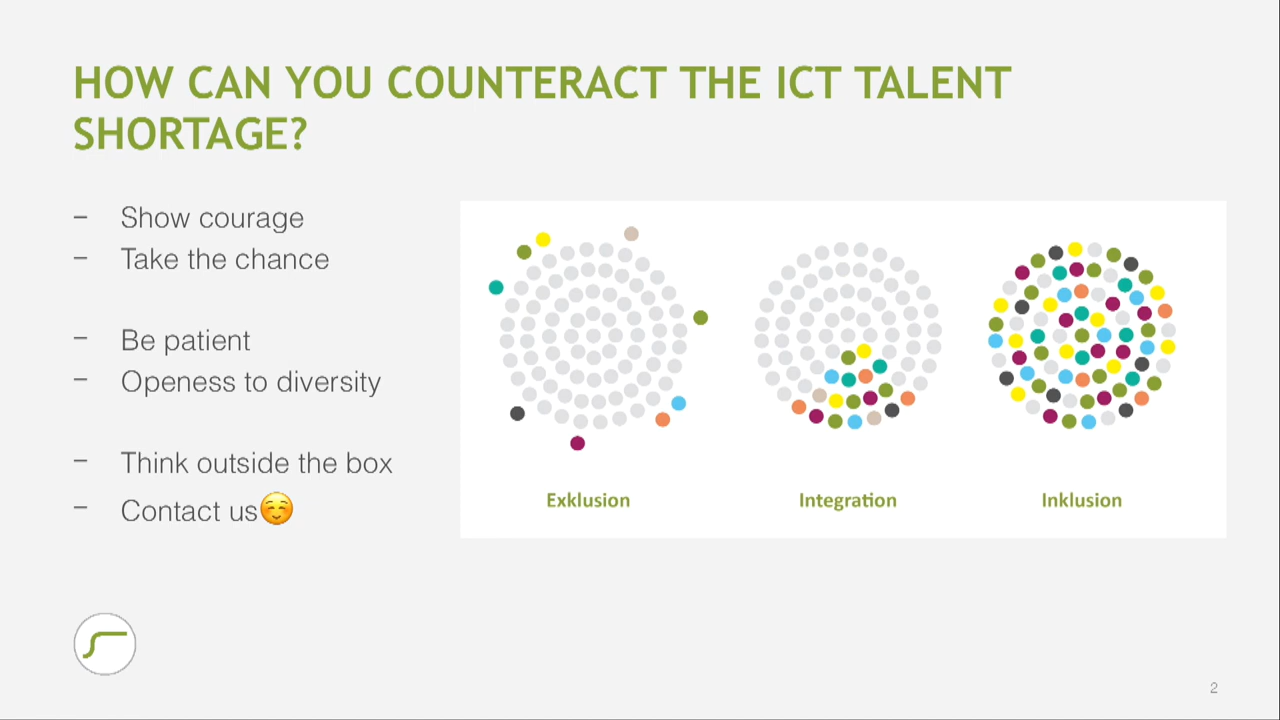 HOW CAN YOU COUNTERACT THE ICT TALENT
SHORTAGE?
– Show courage
– Take the chance
– Be patient
– Openess to diversity
– Think outside the box
– Contact us☺️
Exklusion
Integration
Inklusion
2